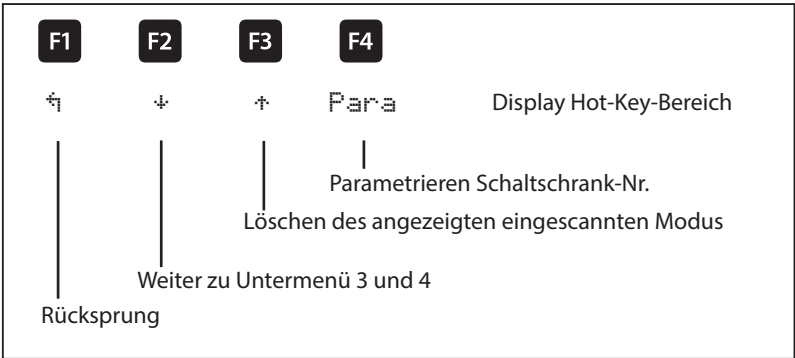 F1 F2 F3 F4
↰ ↓ ↑ Para Display Hot-Key-Bereich
Parametrieren Schaltschrank-Nr.
Löschen des angezeigten eingescannten Modus
Weiter zu Untermenü 3 und 4
Rücksprung